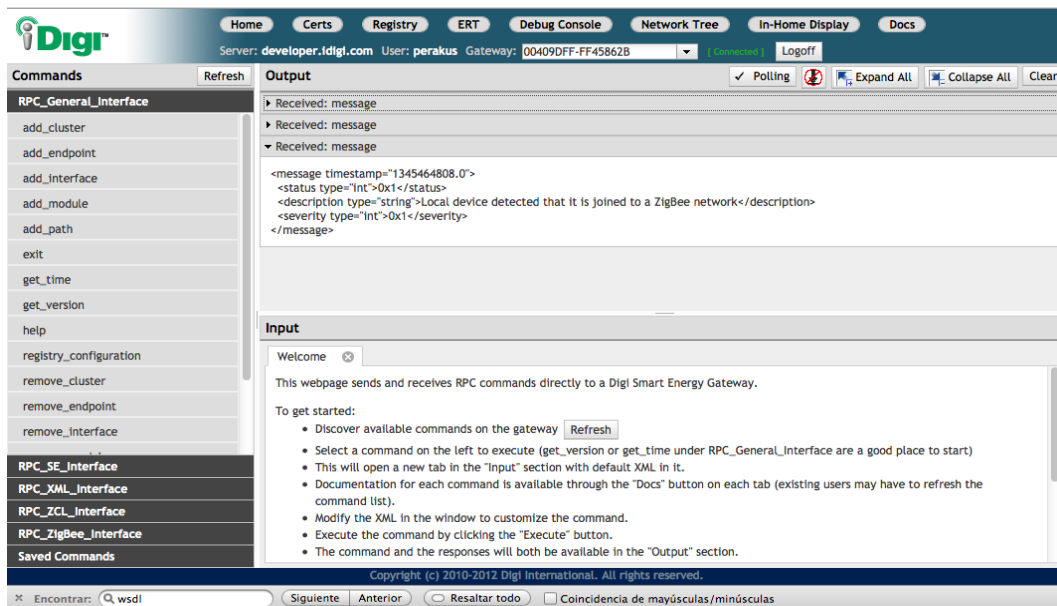 Digi
Home Certs Registry ERT Debug Console Network Tree In-Home Display Docs
Server: developer.idigi.com User: perakus Gateway: 00409DFF-FF45862B [Connected] Logoff
Commands Refresh
RPC_General_Interface
add_cluster
add_endpoint
add_interface
add_module
add_path
exit
get_time
get_version
help
registry_configuration
remove_cluster
remove_endpoint
remove_interface
RPC_SE_Interface
RPC_XML_Interface
RPC_ZCL_Interface
RPC_ZigBee_Interface
Saved Commands
Output ✓ Polling Expand All Collapse All Clear
Received: message
Received: message
Received: message
<message timestamp="1345464808.0">
<status type="int">0x1</status>
<description type="string">Local device detected that it is joined to a ZigBee network</description>
<severity type="int">0x1</severity>
</message>
Input
Welcome
This webpage sends and receives RPC commands directly to a Digi Smart Energy Gateway.
To get started:
• Discover available commands on the gateway Refresh
• Select a command on the left to execute (get_version or get_time under RPC_General_Interface are a good place to start)
• This will open a new tab in the "Input" section with default XML in it.
• Documentation for each command is available through the "Docs" button on each tab (existing users may have to refresh the
command list).
• Modify the XML in the window to customize the command.
• Execute the command by clicking the "Execute" button.
• The command and the responses will both be available in the "Output" section.
Copyright (c) 2010-2012 Digi International. All rights reserved.
× Encontrar: wsdl Siguiente Anterior Resaltar todo Coincidencia de mayúsculas/minúsculas